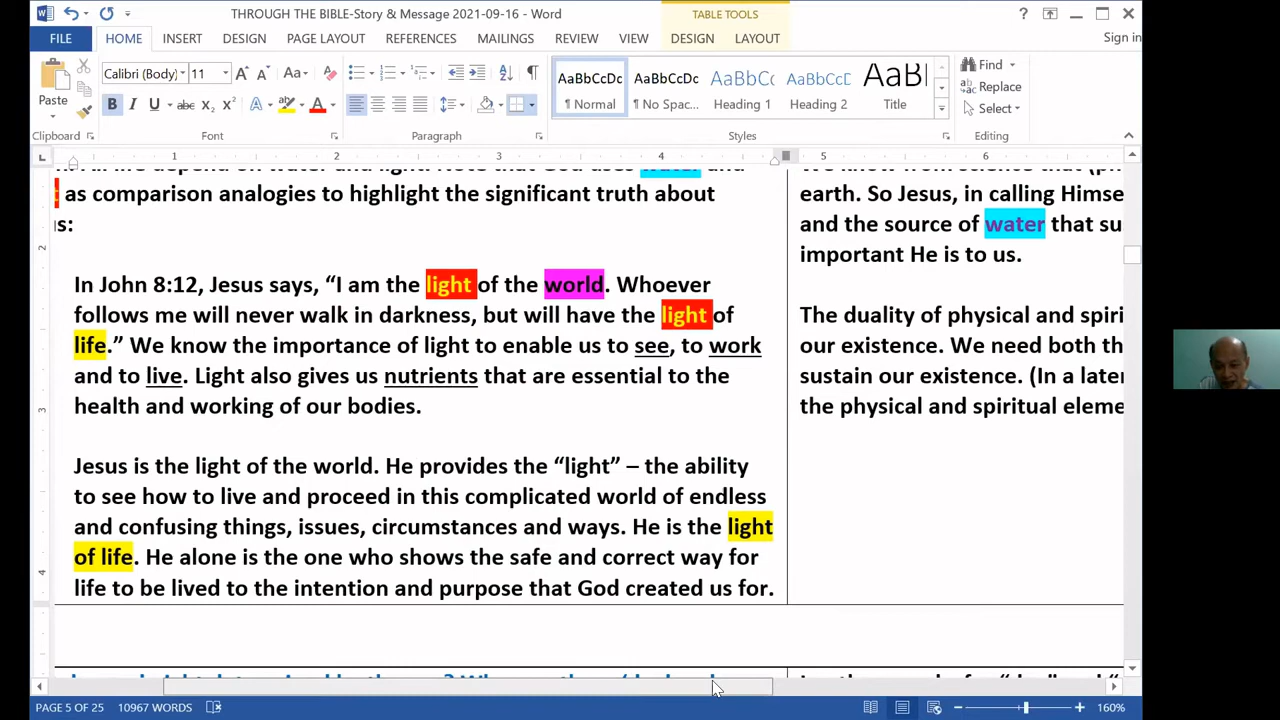 THROUGH THE BIBLE-Story & Message 2021-09-16 - Word
TABLE TOOLS
Sign in
FILE HOME INSERT DESIGN PAGE LAYOUT REFERENCES MAILINGS REVIEW VIEW DESIGN LAYOUT
Paste
Calibri (Body) 11
AaBbCcDc AaBbCcDc AaBbCc AaBbCcC AaB
¶ Normal ¶ No Spac... Heading 1 Heading 2 Title
Find
Replace
Select
Clipboard Font Paragraph Styles Editing
1 2 3 4 5 6
as comparison analogies to highlight the significant truth about
s:
In John 8:12, Jesus says, “I am the light of the world. Whoever
follows me will never walk in darkness, but will have the light of
life.” We know the importance of light to enable us to see, to work
and to live. Light also gives us nutrients that are essential to the
health and working of our bodies.
Jesus is the light of the world. He provides the “light” – the ability
to see how to live and proceed in this complicated world of endless
and confusing things, issues, circumstances and ways. He is the light
of life. He alone is the one who shows the safe and correct way for
life to be lived to the intention and purpose that God created us for.
earth. So Jesus, in calling Himse
and the source of water that su
important He is to us.
The duality of physical and spiri
our existence. We need both th
sustain our existence. (In a later
the physical and spiritual eleme
2
3
4
PAGE 5 OF 25 10967 WORDS 160%